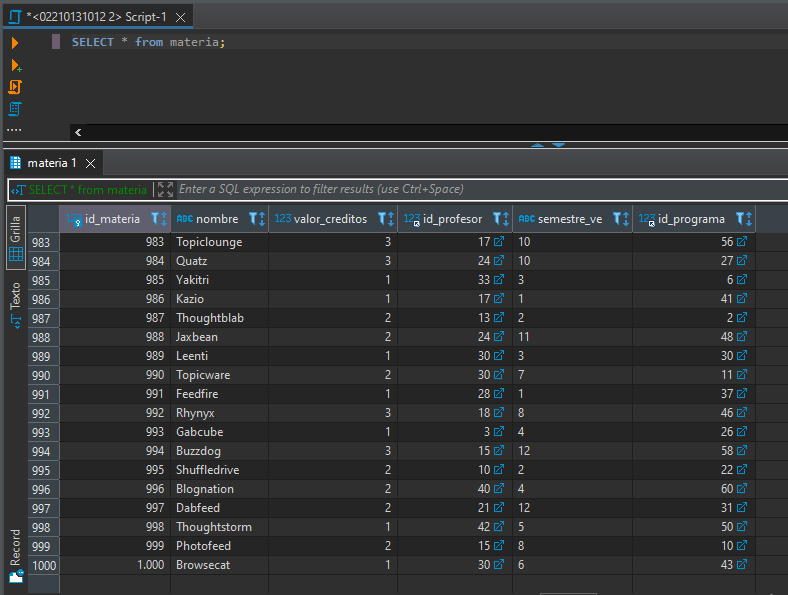 *<02210131012 2> Script-1
SELECT * from materia;
materia 1
SELECT * from materia Enter a SQL expression to filter results (use Ctrl+Space)
Grilla
Texto
Record
123 id_materia ABC nombre 123 valor_creditos 123 id_profesor ABC semestre_ve 123 id_programa
983 983 Topiclounge 3 17 10 56
984 984 Quatz 3 24 10 27
985 985 Yakitri 1 33 3 6
986 986 Kazio 1 17 1 41
987 987 Thoughtblab 2 13 2 2
988 988 Jaxbean 2 24 11 48
989 989 Leenti 1 30 3 30
990 990 Topicware 2 30 7 11
991 991 Feedfire 1 28 1 37
992 992 Rhynyx 3 18 8 46
993 993 Gabcube 1 3 4 26
994 994 Buzzdog 3 15 12 58
995 995 Shuffledrive 2 10 2 22
996 996 Blognation 2 40 4 60
997 997 Dabfeed 2 21 12 31
998 998 Thoughtstorm 1 42 5 50
999 999 Photofeed 2 15 8 10
1000 1.000 Browsecat 1 30 6 43